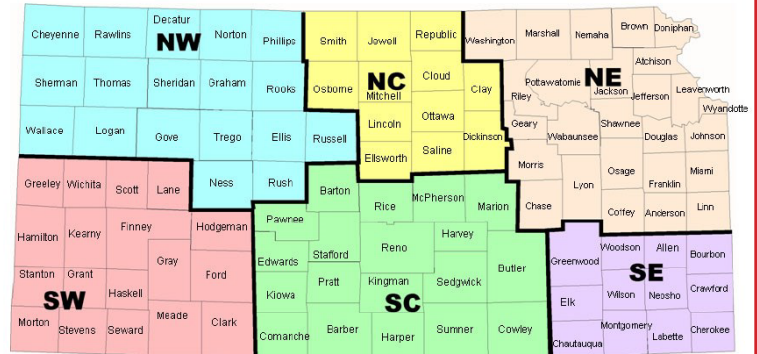 Cheyenne Rawlins Decatur Norton Phillips
NW
Sherman Thomas Sheridan Graham Rooks
Wallace Logan Gove Trego Ellis Russell
Ness Rush
Smith Jewell Republic
NC
Osborne Mitchell Cloud Clay
Lincoln Ottawa
Ellsworth Saline Dickinson
Washington Marshall Nemaha Brown Doniphan
NE
Atchison
Pottawatomie Jackson Jefferson Leavenworth
Riley Wyandotte
Geary Wabaunsee Shawnee Douglas Johnson
Morris Lyon Osage Franklin Miami
Chase Coffey Anderson Linn
Greeley Wichita Scott Lane
Hamilton Kearny Finney Hodgeman
Stanton Grant Haskell Gray Ford
SW
Morton Stevens Seward Meade Clark
Barton Rice McPherson Marion
Pawnee Stafford Reno Harvey
Edwards Pratt Kingman Sedgwick Butler
Kiowa
SC
Comanche Barber Harper Sumner Cowley
Greenwood Woodson Allen Bourbon
SE
Elk Wilson Neosho Crawford
Chautauqua Montgomery Labette Cherokee